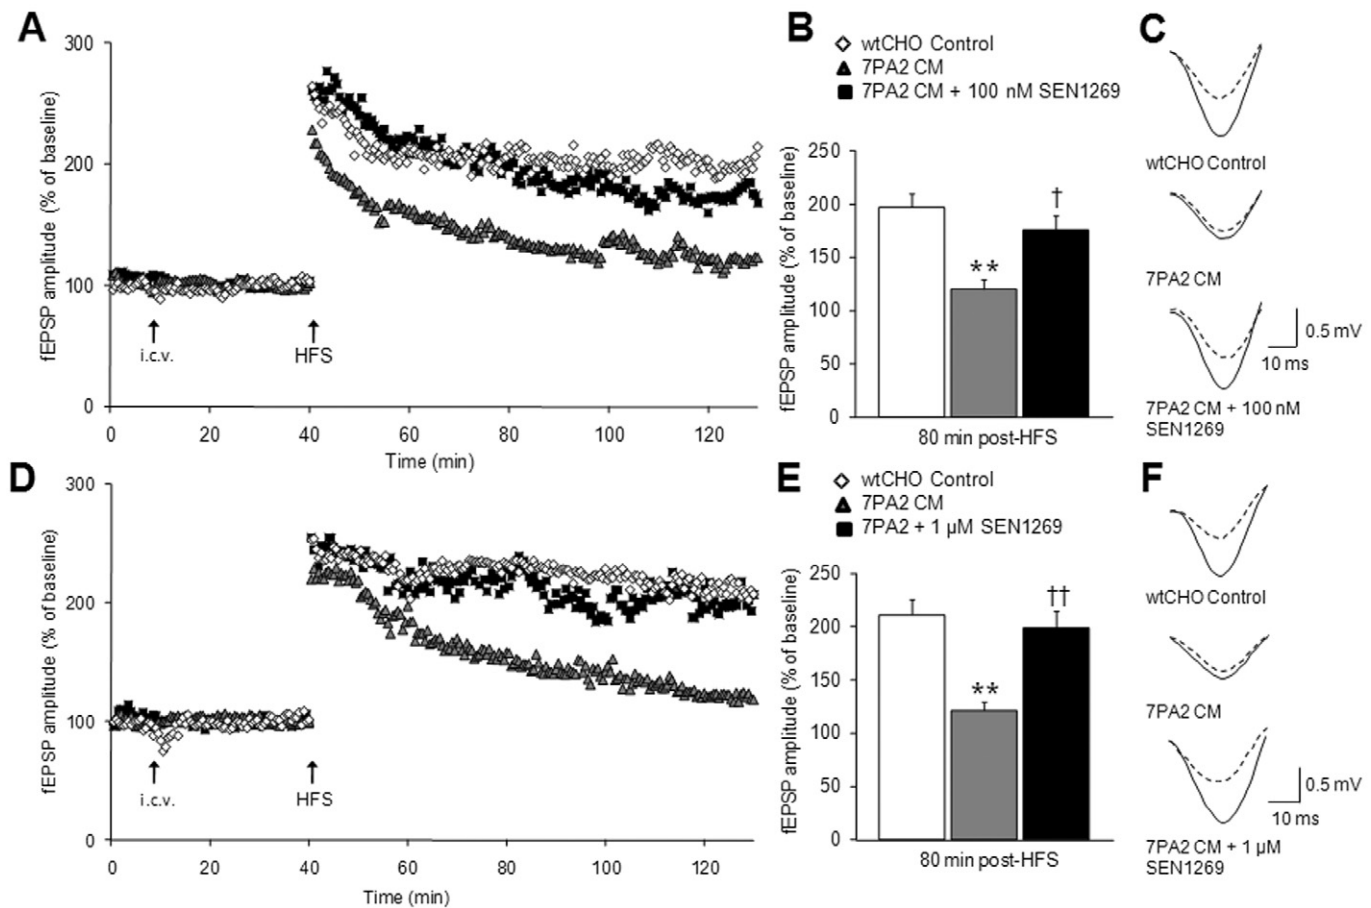 A
fEPSP amplitude (% of baseline)
300
200
100
0
i.c.v.
HFS
0 20 40 60 80 100 120
Time (min)
B
wtCHO Control
7PA2 CM
7PA2 CM + 100 nM SEN1269
fEPSP amplitude (% of baseline)
250
200
150
100
50
0
**
†
80 min post-HFS
C
wtCHO Control
7PA2 CM
0.5 mV
10 ms
7PA2 CM + 100 nM
SEN1269
D
fEPSP amplitude (% of baseline)
300
200
100
0
i.c.v.
HFS
0 20 40 60 80 100 120
Time (min)
E
wtCHO Control
7PA2 CM
7PA2 + 1 µM SEN1269
fEPSP amplitude (% of baseline)
250
200
150
100
50
0
**
††
80 min post-HFS
F
wtCHO Control
7PA2 CM
0.5 mV
10 ms
7PA2 CM + 1 µM
SEN1269